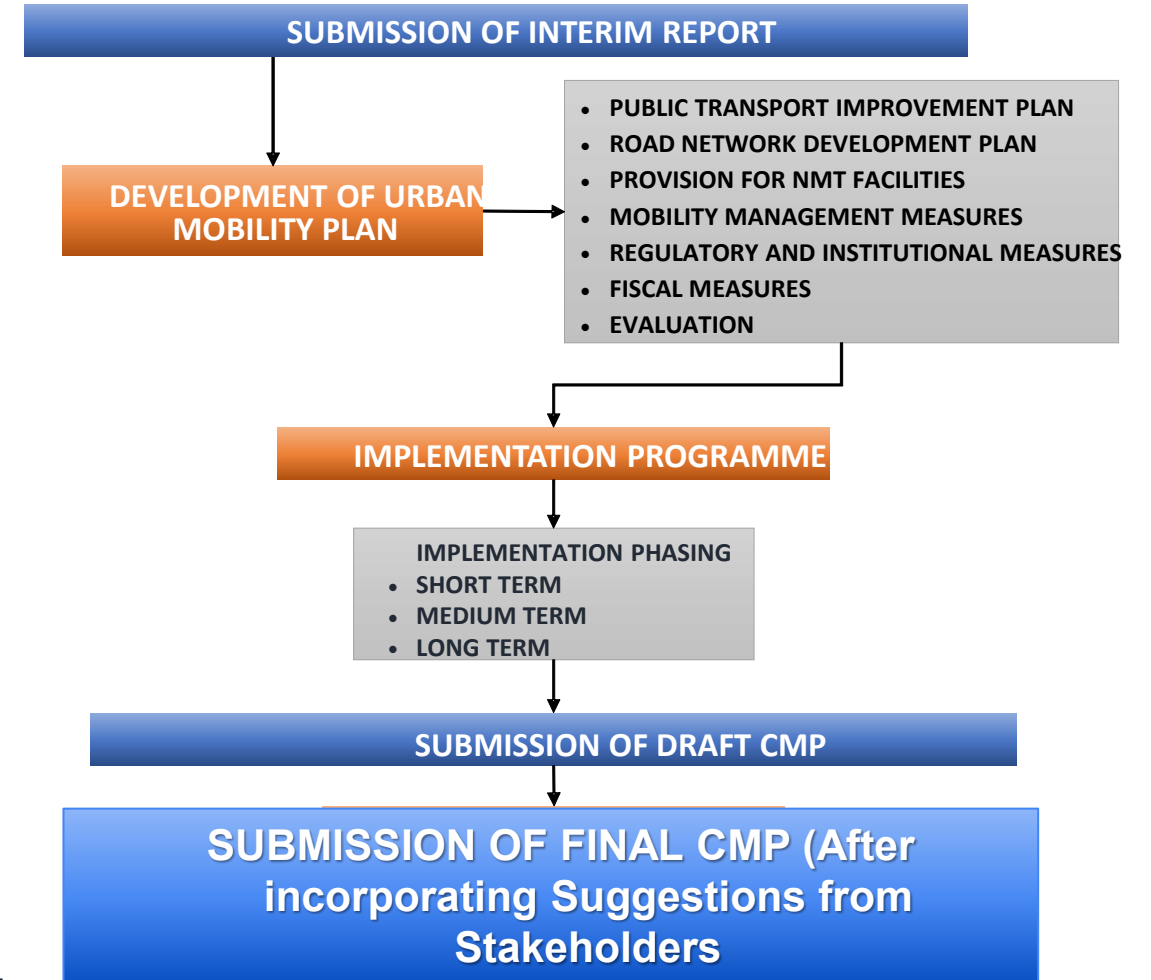 SUBMISSION OF INTERIM REPORT
• PUBLIC TRANSPORT IMPROVEMENT PLAN
• ROAD NETWORK DEVELOPMENT PLAN
• PROVISION FOR NMT FACILITIES
• MOBILITY MANAGEMENT MEASURES
• REGULATORY AND INSTITUTIONAL MEASURES
• FISCAL MEASURES
• EVALUATION
DEVELOPMENT OF URBAN
MOBILITY PLAN
IMPLEMENTATION PROGRAMME
IMPLEMENTATION PHASING
• SHORT TERM
• MEDIUM TERM
• LONG TERM
SUBMISSION OF DRAFT CMP
SUBMISSION OF FINAL CMP (After
incorporating Suggestions from
Stakeholders